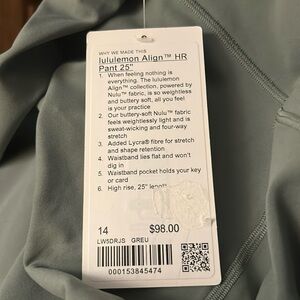 WHY WE MADE THIS
lululemon Align™ HR
Pant 25"
1. When feeling nothing is
everything. The lululemon
Align™ collection, powered by
Nulu™ fabric, is so weightless
and buttery soft, all you feel
is your practice
2. Our buttery-soft Nulu™ fabric
feels weightlessly light and is
sweat-wicking and four-way
stretch
3. Added Lycra® fibre for stretch
and shape retention
4. Waistband lies flat and won't
dig in
5. Waistband pocket holds your
key or card
6. High rise, 25" length
14 $98.00
LW5DRJS GREU
000153845474